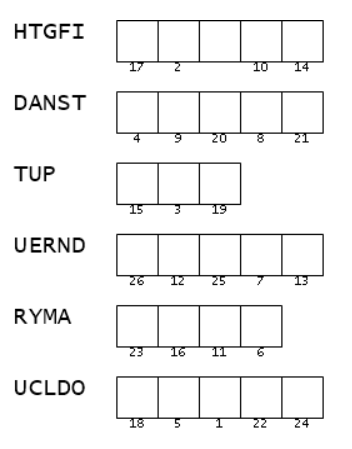 HTGFI
17 2 10 14
DANST
4 9 20 8 21
TUP
15 3 19
UERND
26 12 25 7 13
RYMA
23 16 11 6
UCLDO
18 5 1 22 24